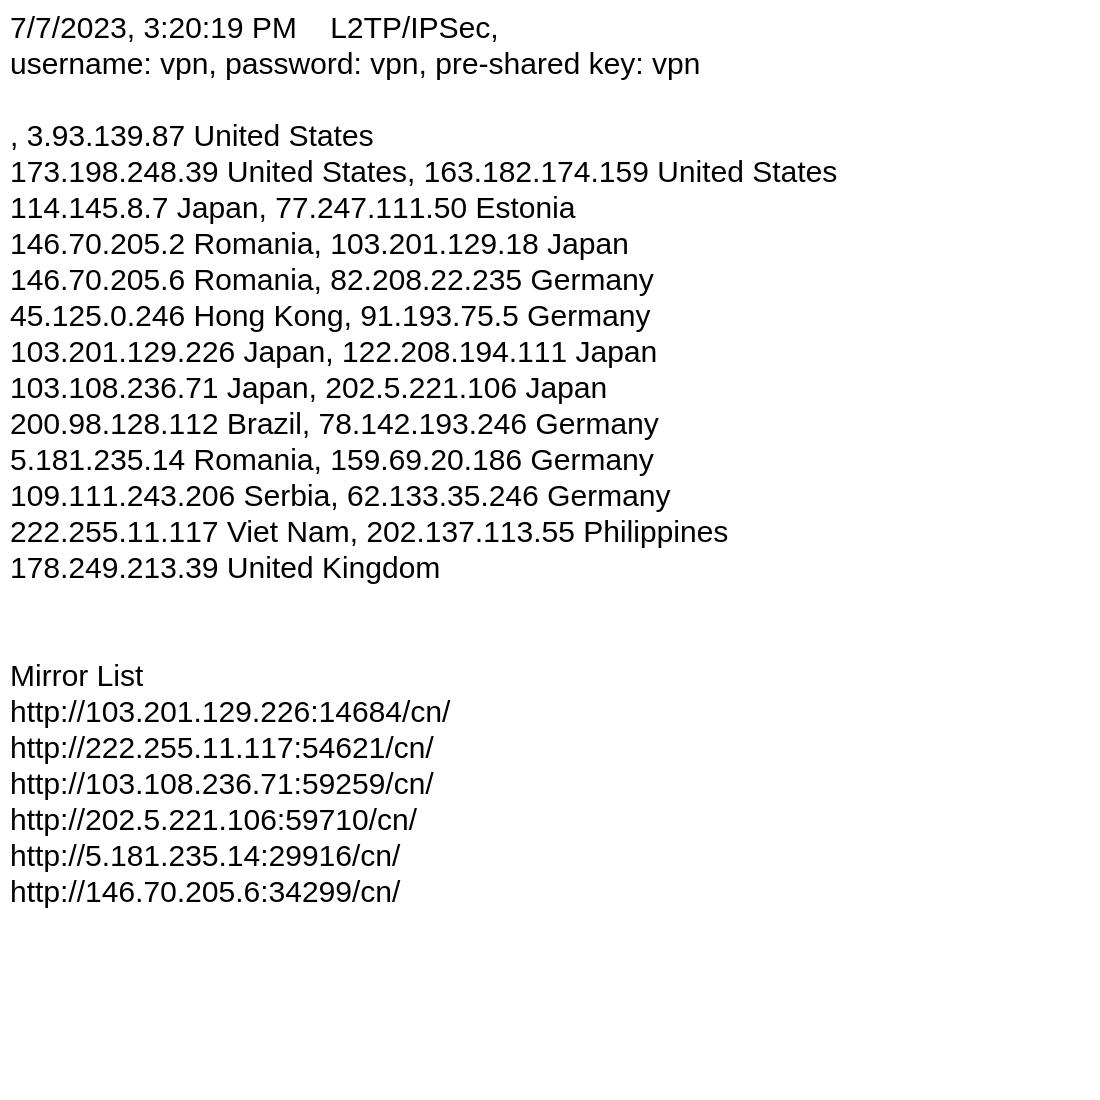 7/7/2023, 3:20:19 PM    L2TP/IPSec,
username: vpn, password: vpn, pre-shared key: vpn
, 3.93.139.87 United States
173.198.248.39 United States, 163.182.174.159 United States
114.145.8.7 Japan, 77.247.111.50 Estonia
146.70.205.2 Romania, 103.201.129.18 Japan
146.70.205.6 Romania, 82.208.22.235 Germany
45.125.0.246 Hong Kong, 91.193.75.5 Germany
103.201.129.226 Japan, 122.208.194.111 Japan
103.108.236.71 Japan, 202.5.221.106 Japan
200.98.128.112 Brazil, 78.142.193.246 Germany
5.181.235.14 Romania, 159.69.20.186 Germany
109.111.243.206 Serbia, 62.133.35.246 Germany
222.255.11.117 Viet Nam, 202.137.113.55 Philippines
178.249.213.39 United Kingdom
Mirror List
http://103.201.129.226:14684/cn/
http://222.255.11.117:54621/cn/
http://103.108.236.71:59259/cn/
http://202.5.221.106:59710/cn/
http://5.181.235.14:29916/cn/
http://146.70.205.6:34299/cn/